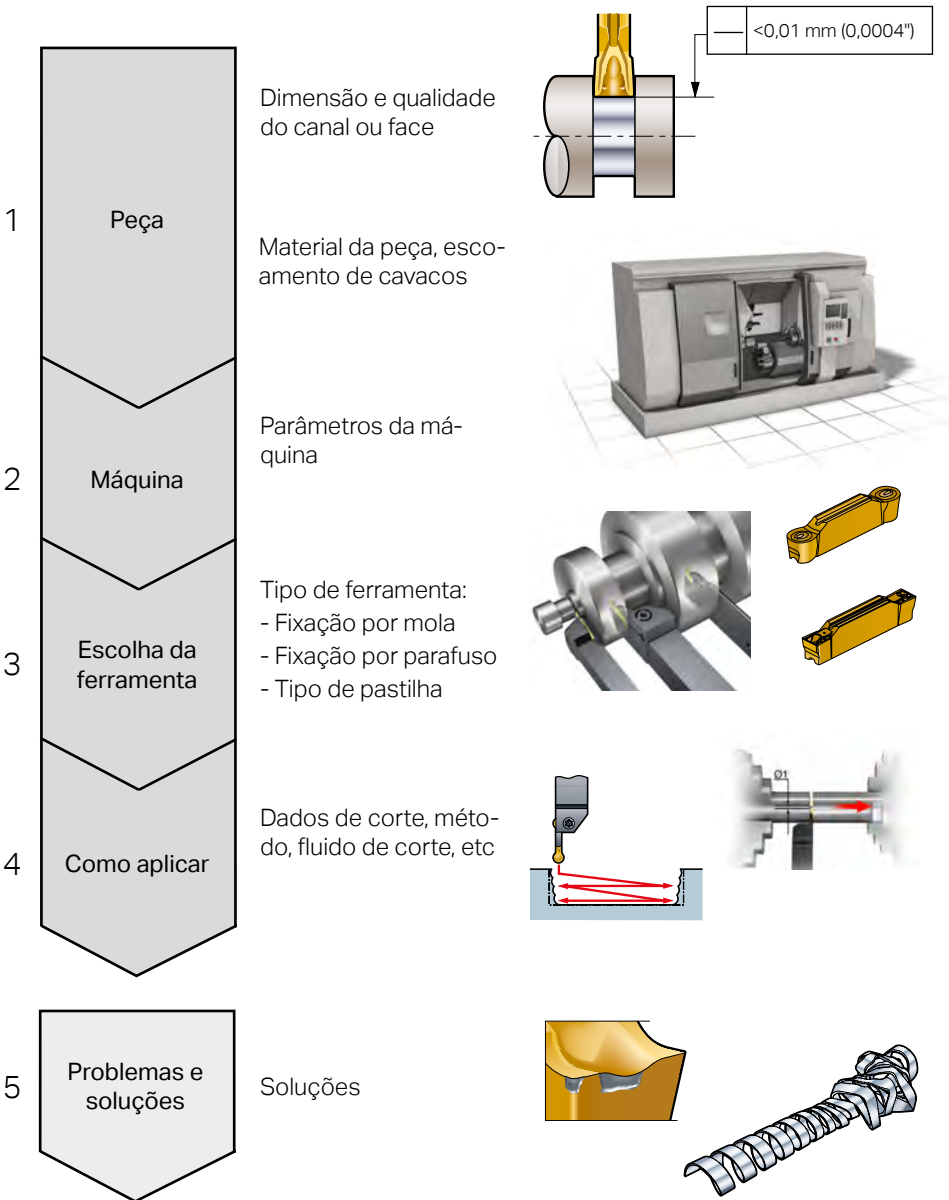 <0,01 mm (0,0004")
Dimensão e qualidade
do canal ou face
1
Peça
Material da peça, esco-
amento de cavacos
Parâmetros da má-
quina
2
Máquina
Tipo de ferramenta:
- Fixação por mola
- Fixação por parafuso
- Tipo de pastilha
3
Escolha da
ferramenta
Ø1
Dados de corte, méto-
do, fluido de corte, etc
4
Como aplicar
5
Problemas e
soluções
Soluções